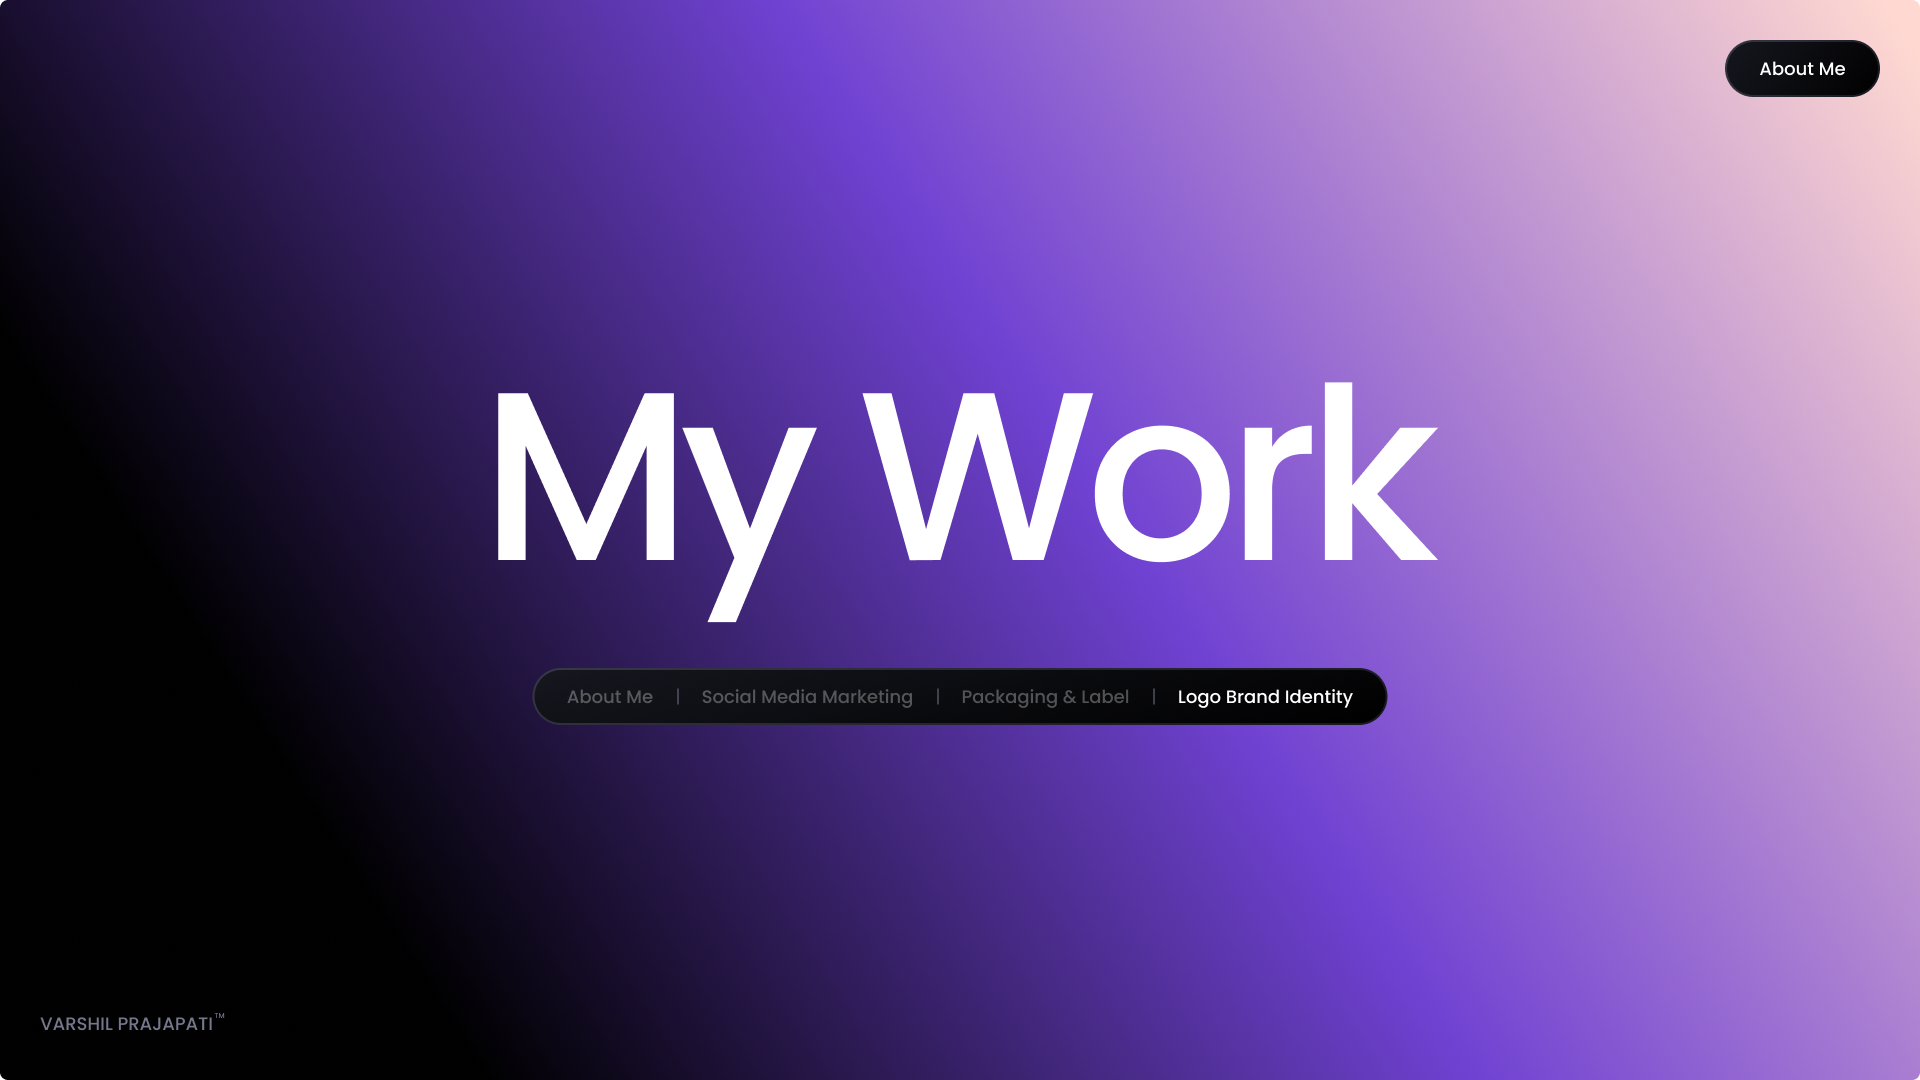 About Me
My Work
About Me | Social Media Marketing | Packaging & Label | Logo Brand Identity
VARSHIL PRAJAPATI™